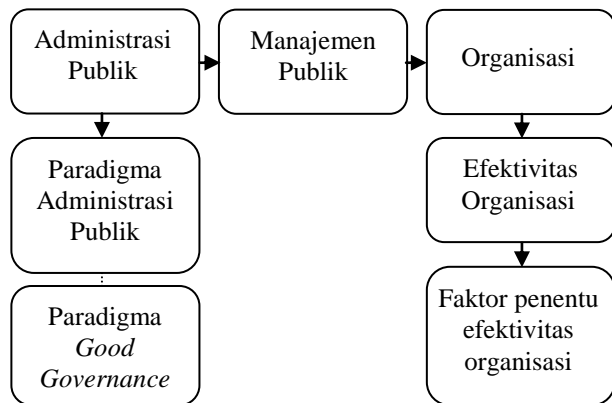 Administrasi
Publik
Manajemen
Publik
Organisasi
Paradigma
Administrasi
Publik
Efektivitas
Organisasi
Paradigma
Good
Governance
Faktor penentu
efektivitas
organisasi